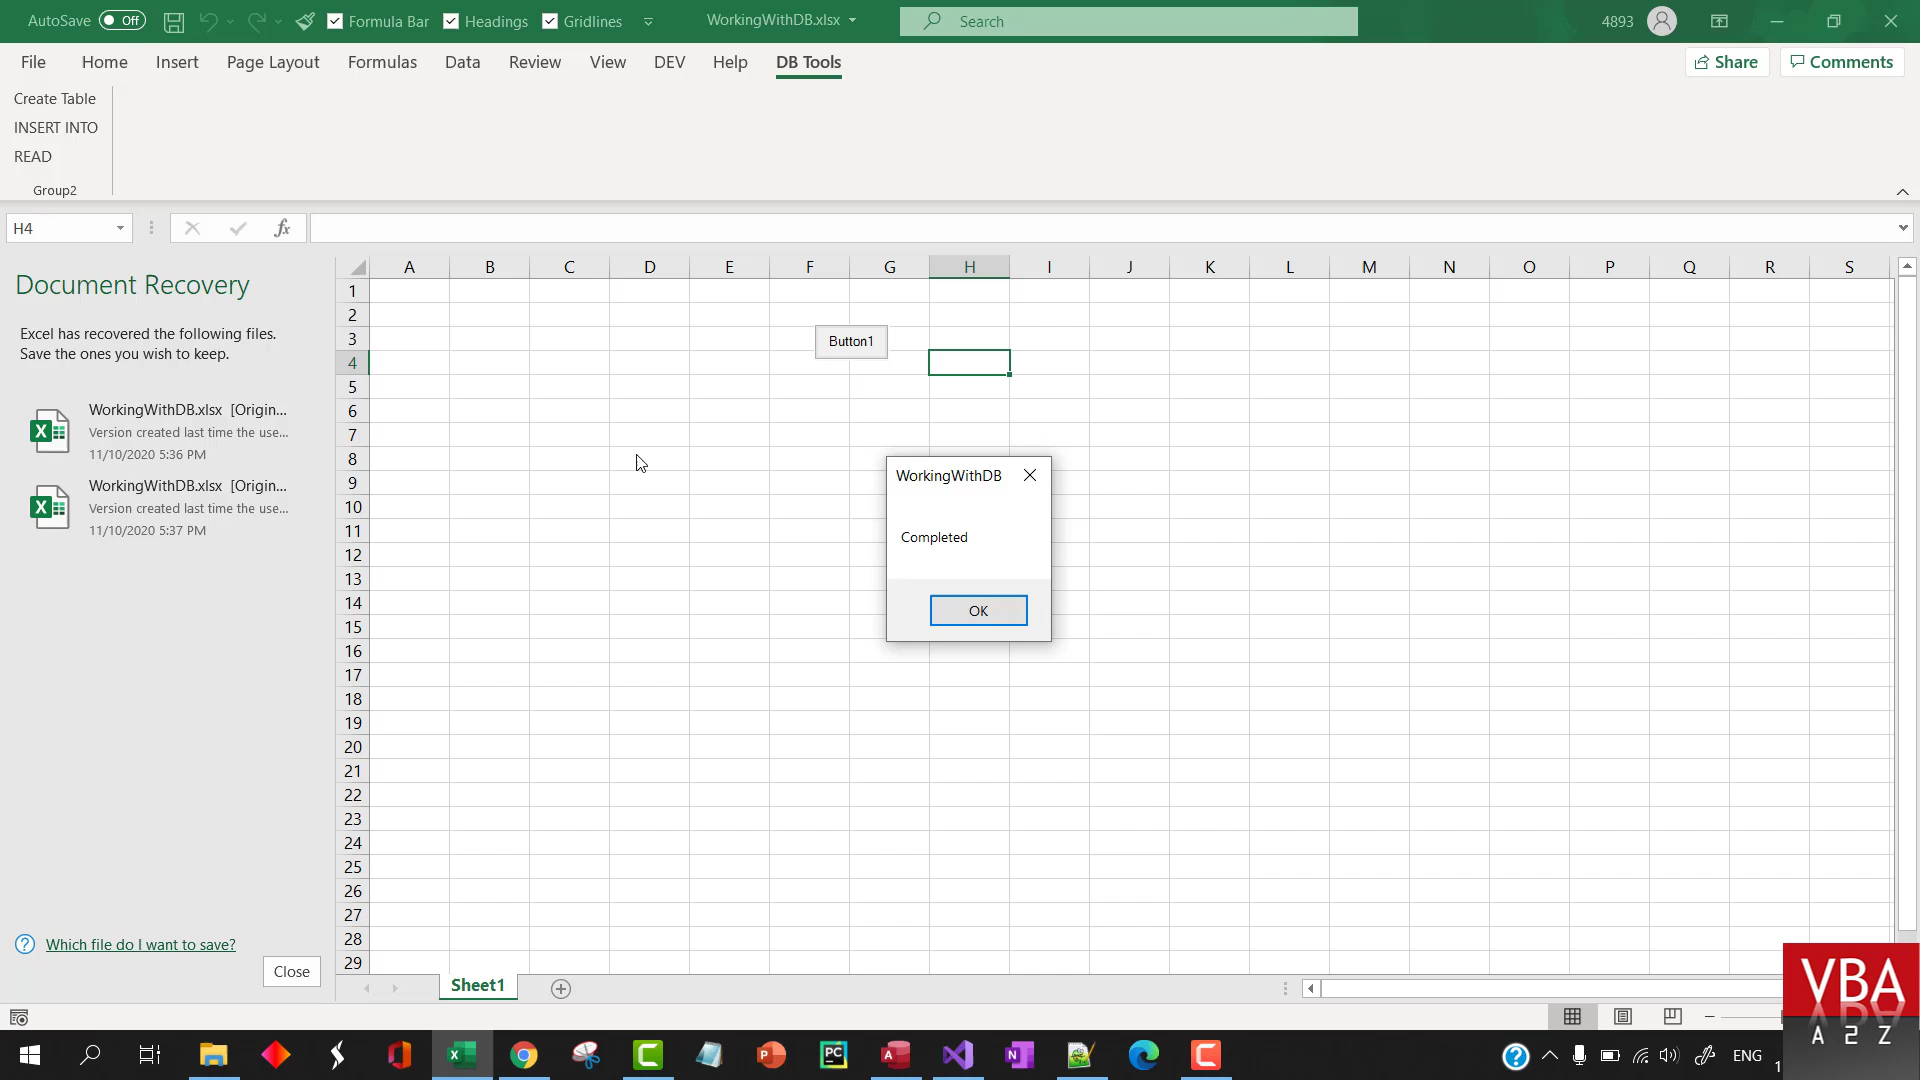 AutoSave Off Formula Bar Headings Gridlines WorkingWithDB.xlsx Search 4893
File Home Insert Page Layout Formulas Data Review View DEV Help DB Tools Share Comments
Create Table
INSERT INTO
READ
Group2
H4 fx
Document Recovery
Excel has recovered the following files.
Save the ones you wish to keep.
WorkingWithDB.xlsx [Origin...
Version created last time the use...
11/10/2020 5:36 PM
WorkingWithDB.xlsx [Origin...
Version created last time the use...
11/10/2020 5:37 PM
Which file do I want to save?
Close
A B C D E F G H I J K L M N O P Q R S
1
2
3
4
5
6
7
8
9
10
11
12
13
14
15
16
17
18
19
20
21
22
23
24
25
26
27
28
29
Button1
WorkingWithDB
Completed
OK
Sheet1
VBA
A 2 Z
ENG